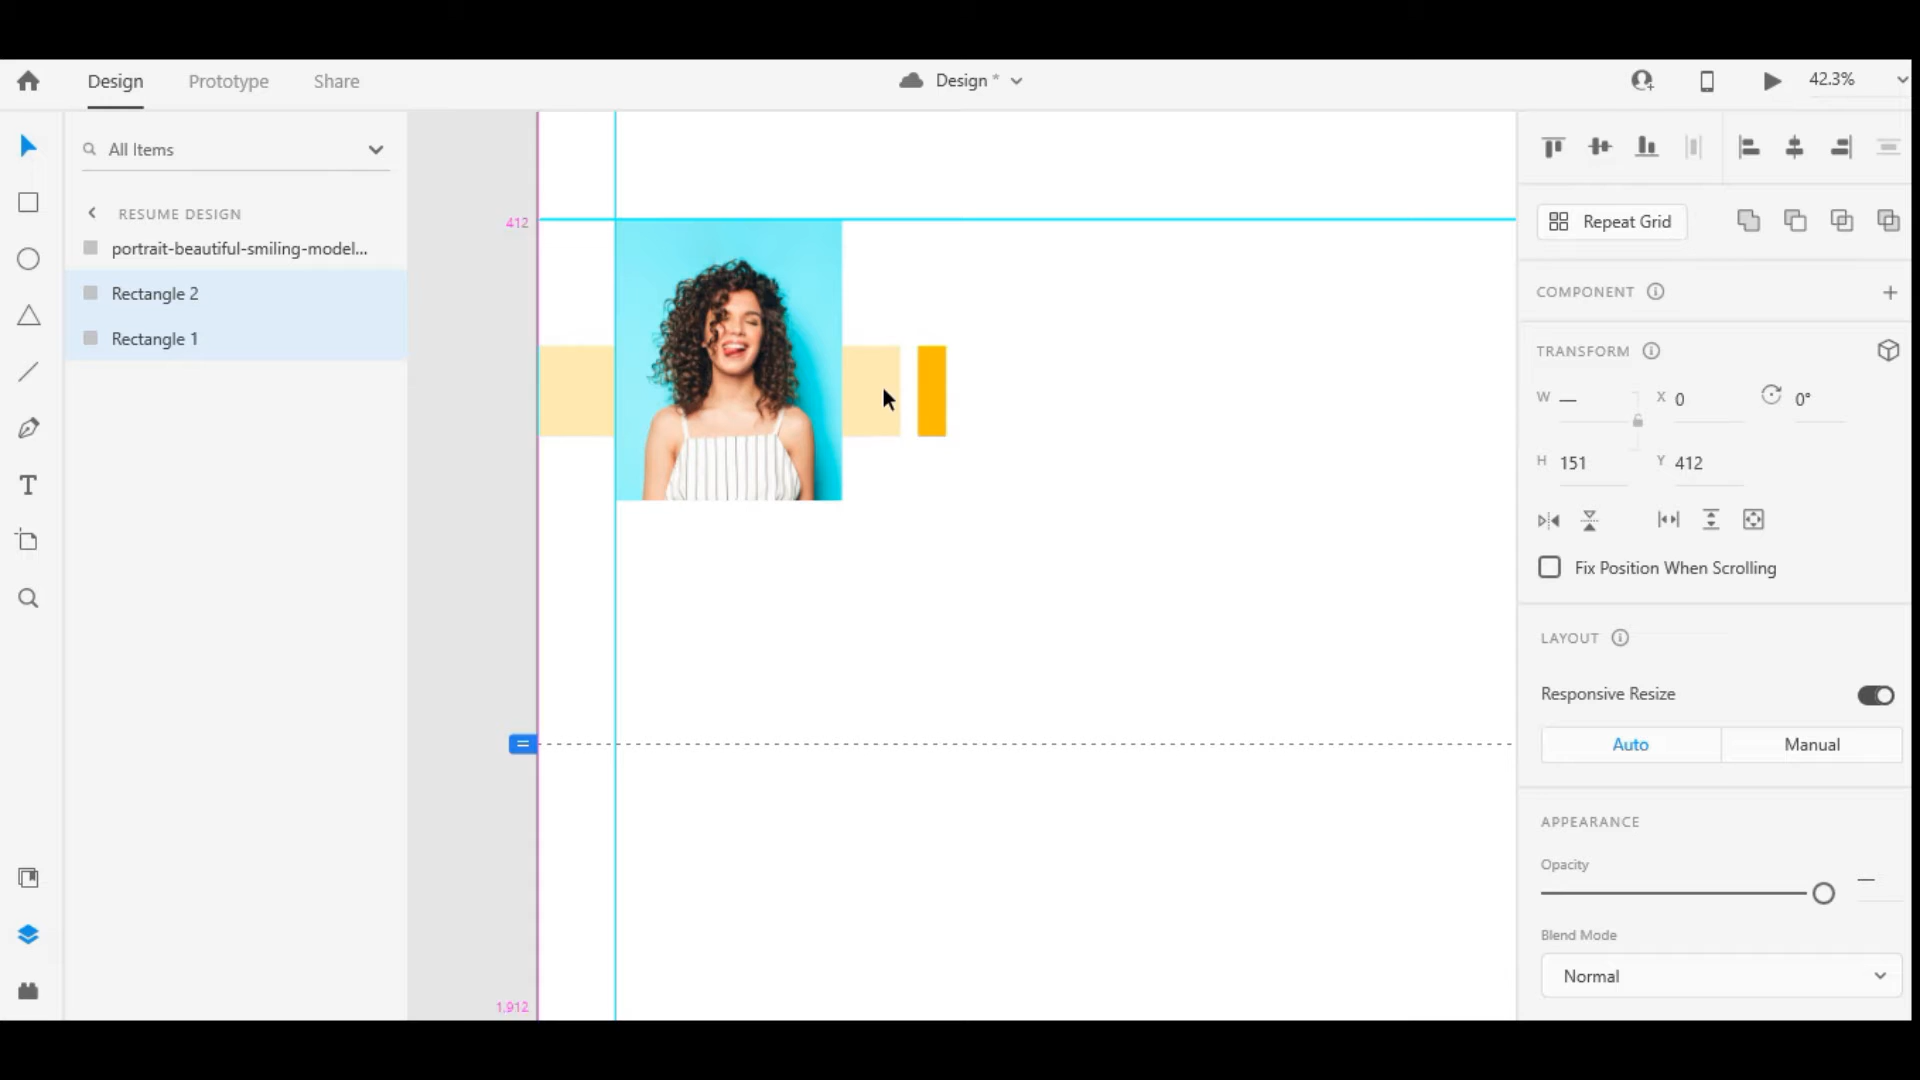 Design Prototype Share
Design * 42.3%
All Items
RESUME DESIGN
portrait-beautiful-smiling-model...
Rectangle 2
Rectangle 1
412
1,912
Repeat Grid
COMPONENT
TRANSFORM
W — X 0 0°
H 151 Y 412
Fix Position When Scrolling
LAYOUT
Responsive Resize
Auto Manual
APPEARANCE
Opacity
—
Blend Mode
Normal